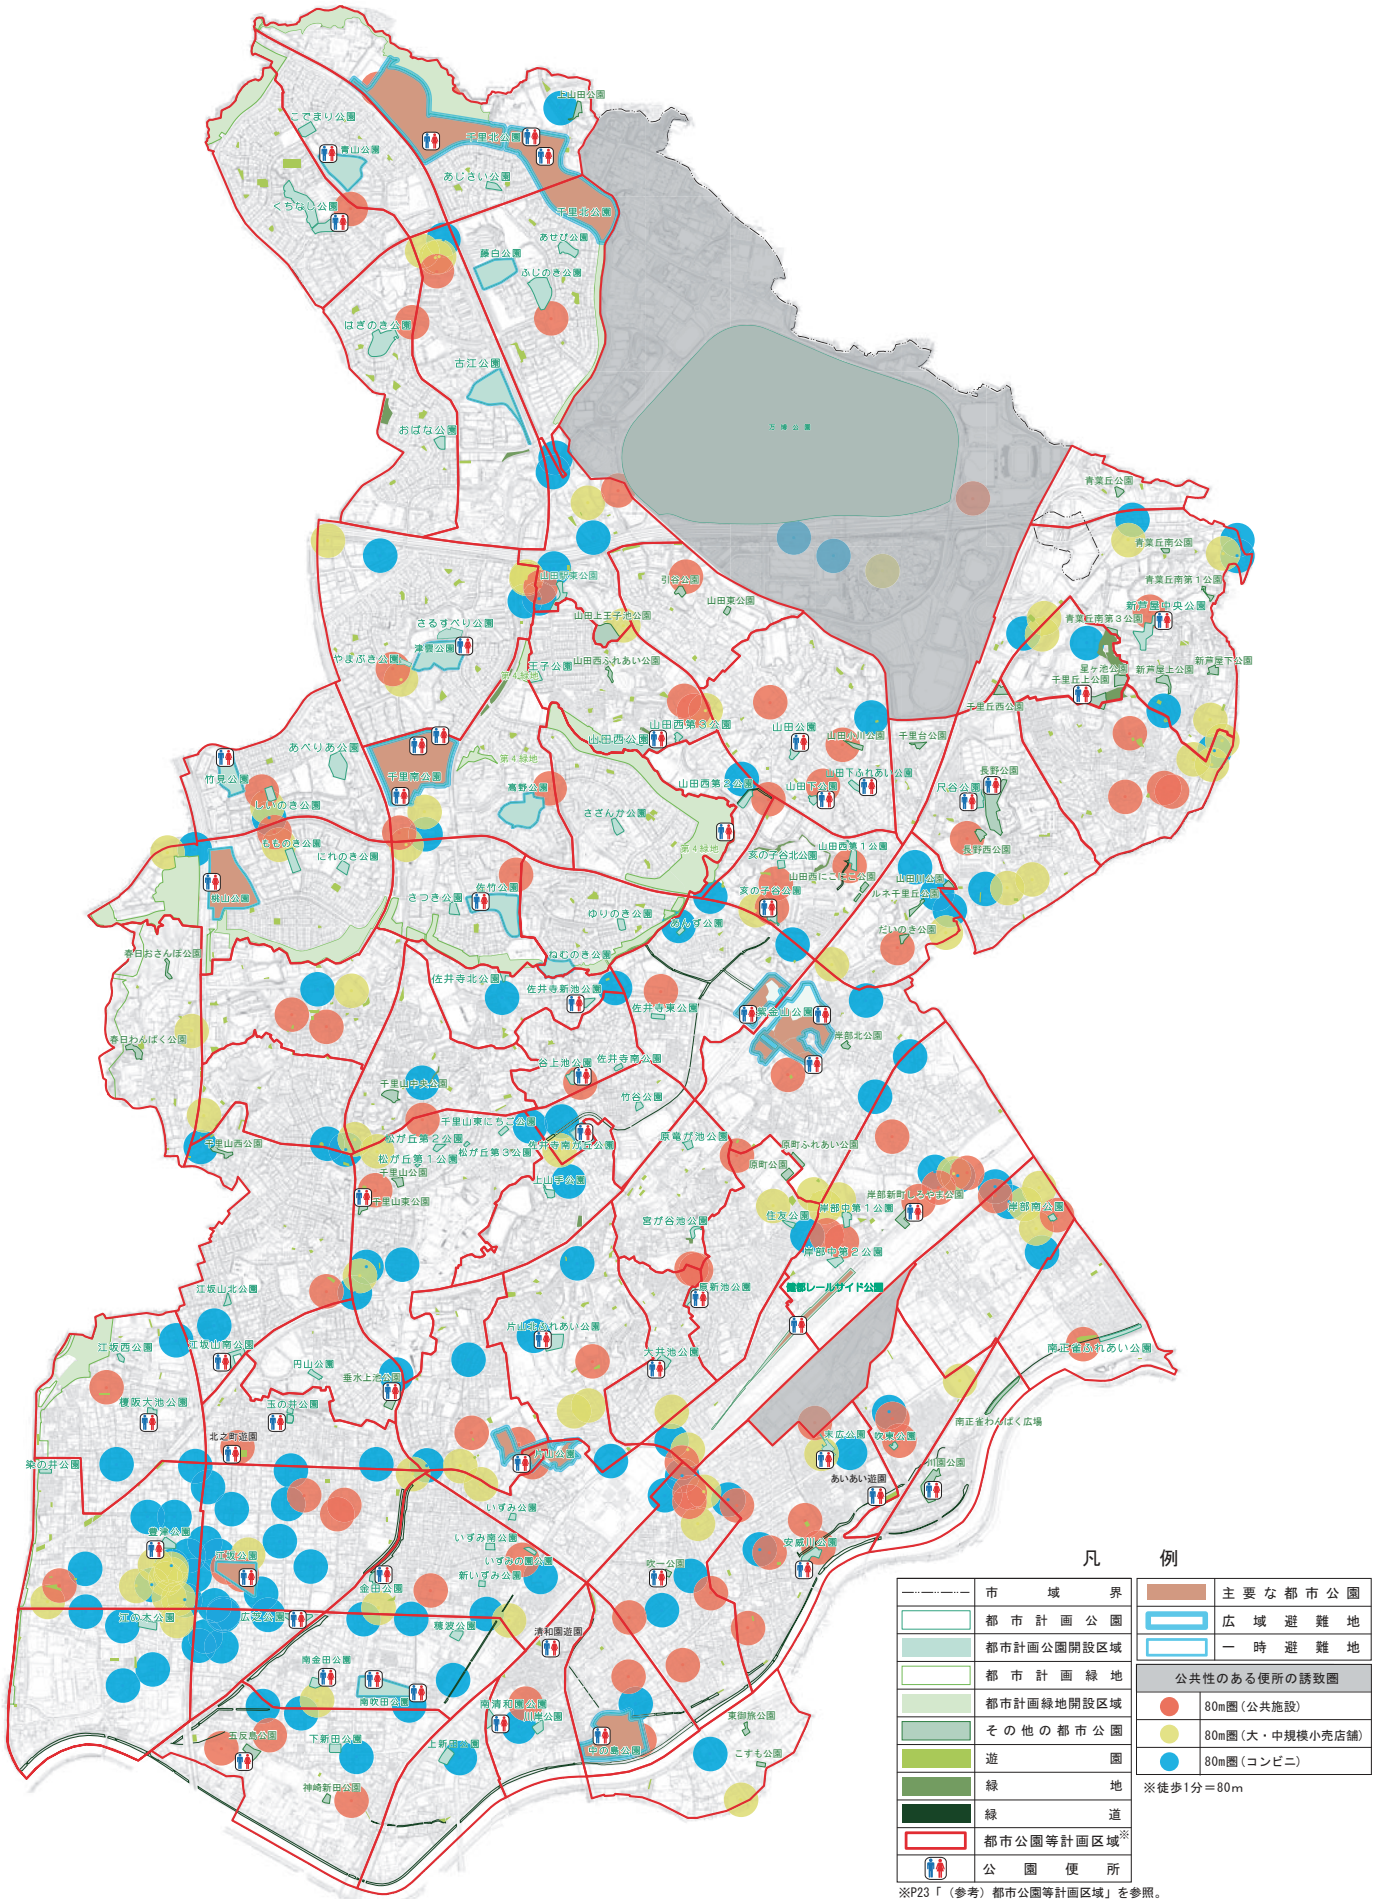 上山田公園
こでまり公園
千里北公園
青山公園
あじさい公園
くちなし公園
千里北公園
あせび公園
藤白公園
ふじのき公園
はぎのき公園
古江公園
おばな公園
万博公園
青葉丘公園
青葉丘南公園
山田駅東公園
引谷公園
青葉丘南第1公園
山田東公園
新芦屋中央公園
山田上王子池公園
青葉丘南第3公園
さるすべり公園
津雲公園
やまぶき公園
王子公園
山田西ふれあい公園
星ヶ池公園
新芦屋上公園
新芦屋下公園
第4緑地
千里丘上公園
千里丘西公園
山田西第3公園
山田公園
山田西公園
山田小川公園
千里台公園
あべりあ公園
第4緑地
千里南公園
竹見公園
山田西第2公園
山田下公園
山田下ふれあい公園
尺谷公園
長野公園
高野公園
しいのき公園
さざんか公園
もものき公園
にれのき公園
第4緑地
山田西第1公園
長野西公園
亥の子谷北公園
山田西にこにこ公園
山田川公園
ルネ千里丘公園
桃山公園
さつき公園
佐竹公園
亥の子谷公園
ゆりのき公園
あんず公園
だいのき公園
春日おさんぽ公園
ねむのき公園
佐井寺北公園
佐井寺新池公園
佐井寺東公園
紫金山公園
春日わんぱく公園
岸部北公園
谷上池公園
佐井寺南公園
千里山中央公園
竹谷公園
千里山東にちご公園
原竜が池公園
千里山西公園
松が丘第2公園
松が丘第3公園
佐井寺南が丘公園
原町ふれあい公園
松が丘第1公園
原町公園
千里山公園
上山手公園
千里山東公園
岸部新町しろやま公園
岸部中第1公園
住友公園
岸部南公園
宮が谷池公園
岸部中第2公園
原新池公園
健都レールサイド公園
江坂山北公園
片山北ふれあい公園
江坂西公園
江坂山南公園
大井池公園
南正雀ふれあい公園
円山公園
垂水上池公園
榎阪大池公園
玉の井公園
南正雀わんぱく広場
北之町遊園
末広公園
吹東公園
片山公園
川園公園
染の井公園
あいあい遊園
いずみ公園
豊津公園
いずみ南公園
安威川公園
江坂公園
いずみの園公園
吹一公園
新いずみ公園
金田公園
江の木公園
広芝公園
穂波公園
清和園遊園
南金田公園
南吹田公園
南清和園公園
川岸公園
東御旅公園
五反島公園
下新田公園
上新田公園
中の島公園
こすも公園
神崎新田公園
凡 例
市域界
都市計画公園
都市計画公園開設区域
都市計画緑地
都市計画緑地開設区域
その他の都市公園
遊園
緑地
緑道
都市公園等計画区域※
公園便所
主要な都市公園
広域避難地
一時避難地
公共性のある便所の誘致圏
80m圏(公共施設)
80m圏(大・中規模小売店舗)
80m圏(コンビニ)
※徒歩1分＝80m
※P23「（参考）都市公園等計画区域」を参照。